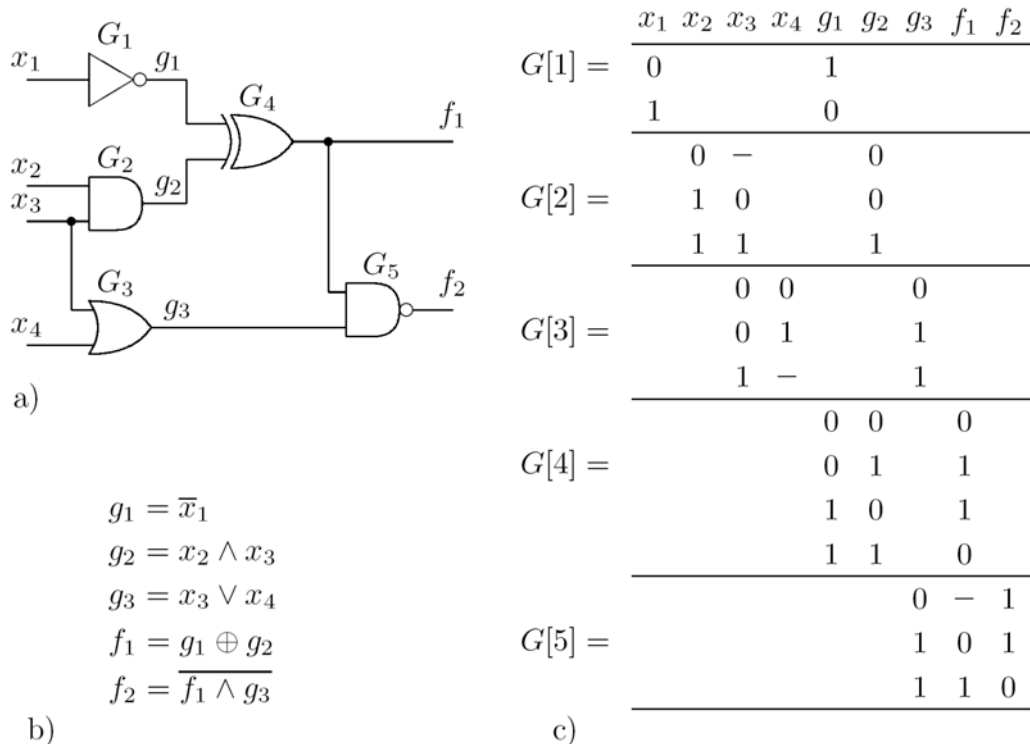 G₁
x₁ g₁
G₄
f₁
G₂
x₂
g₂
x₃
G₅
G₃
f₂
g₃
x₄
a)
g₁ = x̅₁
g₂ = x₂ ∧ x₃
g₃ = x₃ ∨ x₄
f₁ = g₁ ⊕ g₂
f₂ = \overline{f₁ ∧ g₃}
b)
x₁ x₂ x₃ x₄ g₁ g₂ g₃ f₁ f₂
G[1] = 0 1
1 0
0 − 0
G[2] = 1 0 0
1 1 1
0 0 0
G[3] = 0 1 1
1 − 1
0 0 0
G[4] = 0 1 1
1 0 1
1 1 0
0 − 1
G[5] = 1 0 1
1 1 0
c)